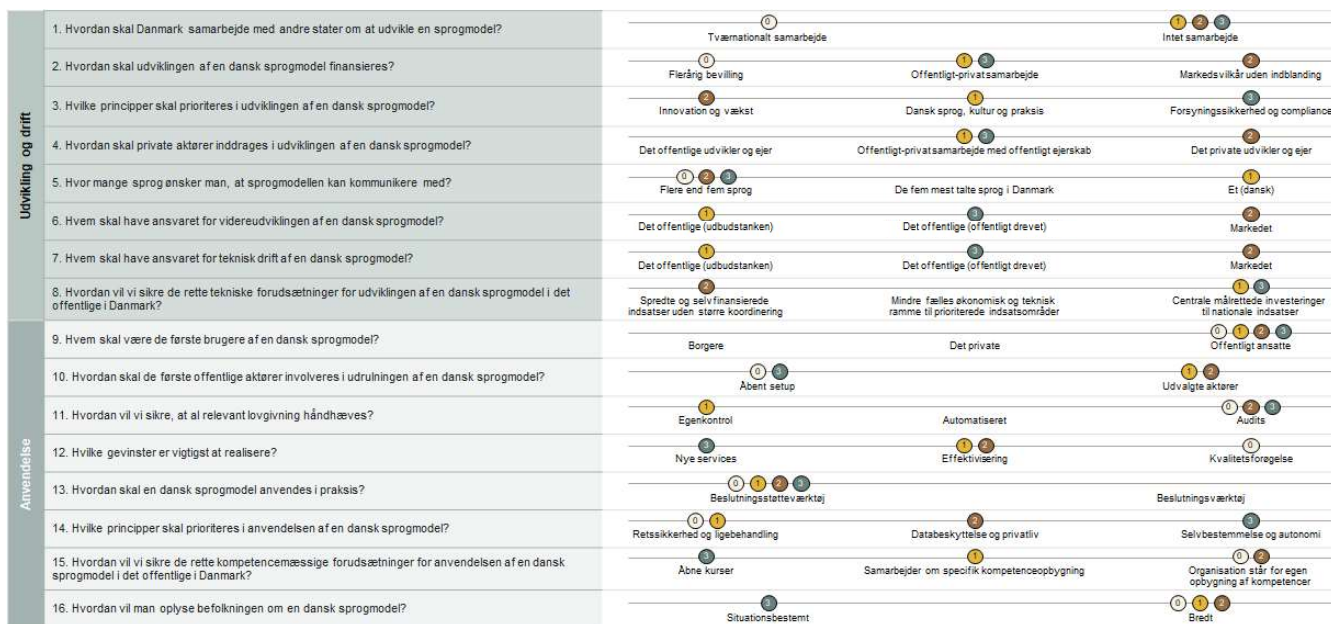 Udvikling og drift
1. Hvordan skal Danmark samarbejde med andre stater om at udvikle en sprogmodel?
0
1 2 3
Tværnationalt samarbejde
Intet samarbejde
2. Hvordan skal udviklingen af en dansk sprogmodel finansieres?
0
1 3
2
Flerårig bevilling
Offentligt-privat samarbejde
Markedsvilkår uden indblanding
3. Hvilke principper skal prioriteres i udviklingen af en dansk sprogmodel?
2
1
3
Innovation og vækst
Dansk sprog, kultur og praksis
Forsyningssikkerhed og compliance
4. Hvordan skal private aktører inddrages i udviklingen af en dansk sprogmodel?
1 3
2
Det offentlige udvikler og ejer
Offentligt-privat samarbejde med offentligt ejerskab
Det private udvikler og ejer
5. Hvor mange sprog ønsker man, at sprogmodellen kan kommunikere med?
0 2 3
1
Flere end fem sprog
De fem mest talte sprog i Danmark
Et (dansk)
6. Hvem skal have ansvaret for videreudviklingen af en dansk sprogmodel?
1
3
2
Det offentlige (udbudstanken)
Det offentlige (offentligt drevet)
Markedet
7. Hvem skal have ansvaret for teknisk drift af en dansk sprogmodel?
1
3
2
Det offentlige (udbudstanken)
Det offentlige (offentligt drevet)
Markedet
8. Hvordan vil vi sikre de rette tekniske forudsætninger for udviklingen af en dansk sprogmodel i det
offentlige i Danmark?
2
1 3
Spredte og selvfinansierede
indsatser uden større koordinering
Mindre fælles økonomisk og teknisk
ramme til prioriterede indsatsområder
Centrale målrettede investeringer
til nationale indsatser
Anvendelse
9. Hvem skal være de første brugere af en dansk sprogmodel?
0 1 2 3
Borgere
Det private
Offentligt ansatte
10. Hvordan skal de første offentlige aktører involveres i udrulningen af en dansk sprogmodel?
0 3
1 2
Åbent setup
Udvalgte aktører
11. Hvordan vil vi sikre, at al relevant lovgivning håndhæves?
1
0 2 3
Egenkontrol
Automatiseret
Audits
12. Hvilke gevinster er vigtigst at realisere?
3
1 2
0
Nye services
Effektivisering
Kvalitetsforøgelse
13. Hvordan skal en dansk sprogmodel anvendes i praksis?
0 1 2 3
Beslutningsstøtteværktøj
Beslutningsværktøj
14. Hvilke principper skal prioriteres i anvendelsen af en dansk sprogmodel?
0 1
2
3
Retssikkerhed og ligebehandling
Databeskyttelse og privatliv
Selvbestemmelse og autonomi
15. Hvordan vil vi sikre de rette kompetencemæssige forudsætninger for anvendelsen af en dansk
sprogmodel i det offentlige i Danmark?
3
1
0 2
Åbne kurser
Samarbejder om specifik kompetenceopbygning
Organisation står for egen
opbygning af kompetencer
16. Hvordan vil man oplyse befolkningen om en dansk sprogmodel?
3
0 1 2
Situationsbestemt
Bredt